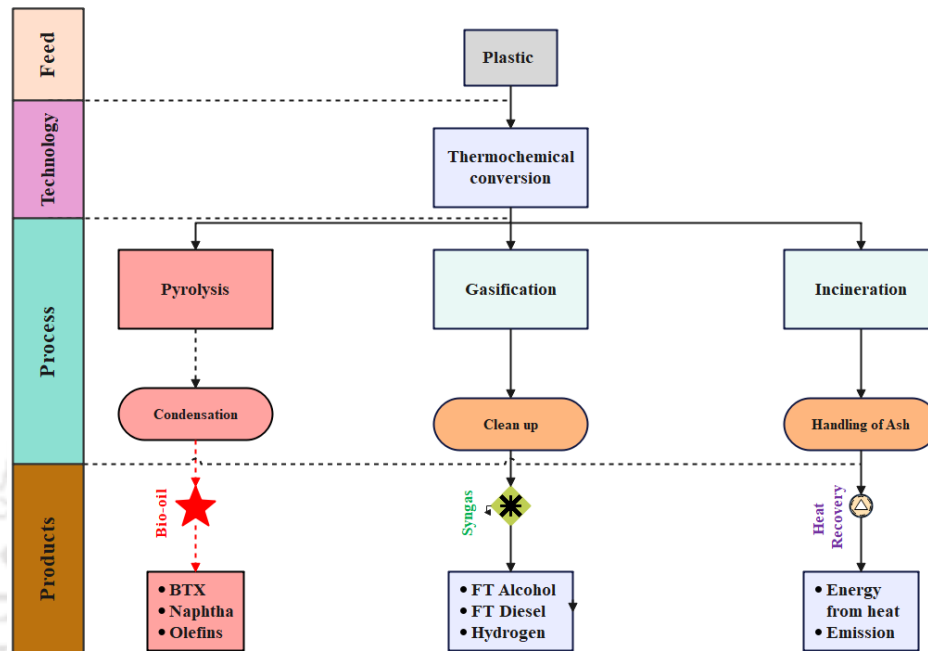 Feed
Plastic
Technology
Thermochemical
conversion
Process
Pyrolysis
Gasification
Incineration
Condensation
Clean up
Handling of Ash
Products
Bio-oil
Syngas
Heat
Recovery
• BTX
• Naphtha
• Olefins
• FT Alcohol
• FT Diesel
• Hydrogen
• Energy
from heat
• Emission